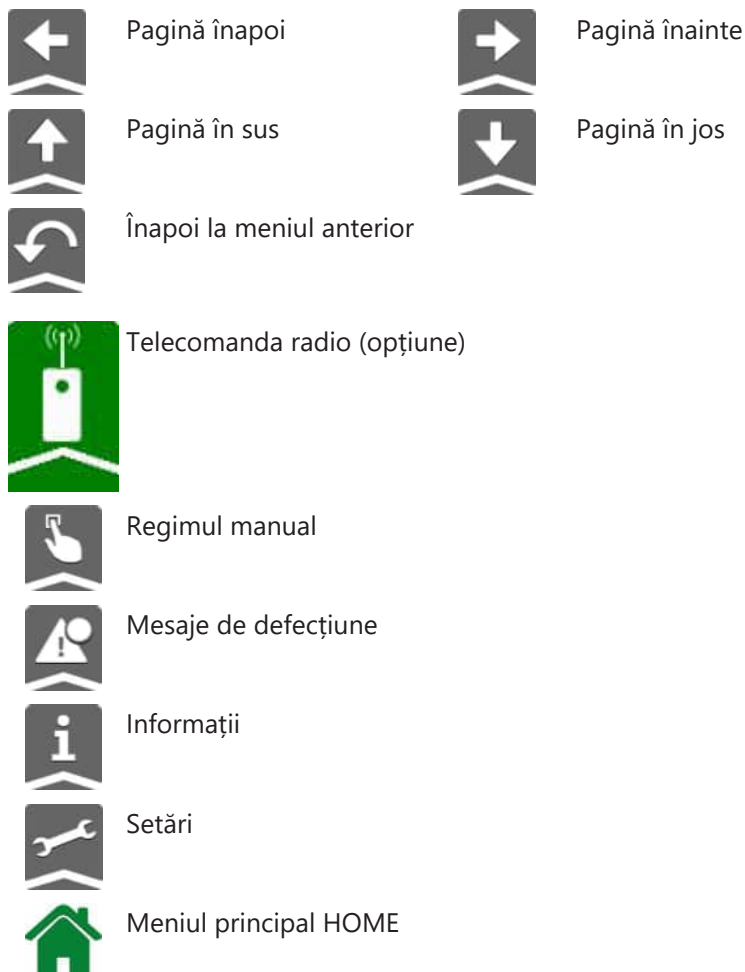 Pagină înapoi
Pagină înainte
Pagină în sus
Pagină în jos
Înapoi la meniul anterior
Telecomanda radio (opțiune)
Regimul manual
Mesaje de defecțiune
Informații
Setări
Meniul principal HOME